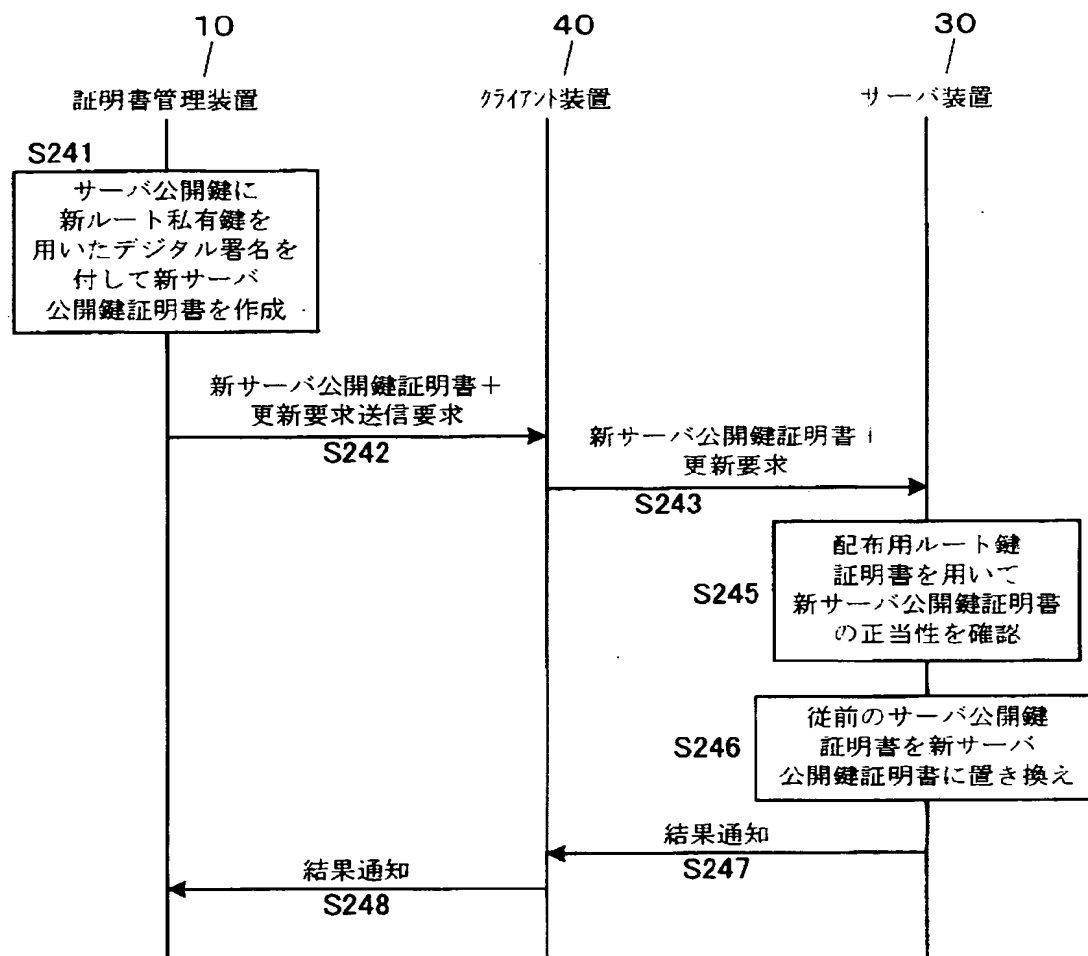 10
40
30
証明書管理装置
クライアント装置
サーバ装置
S241
サーバ公開鍵に
新ルート私有鍵を
用いたデジタル署名を
付して新サーバ
公開鍵証明書を作成
新サーバ公開鍵証明書+
更新要求送信要求
S242
新サーバ公開鍵証明書+
更新要求
S243
S245
配布用ルート鍵
証明書を用いて
新サーバ公開鍵証明書
の正当性を確認
S246
従前のサーバ公開鍵
証明書を新サーバ
公開鍵証明書に置き換え
結果通知
S247
結果通知
S248